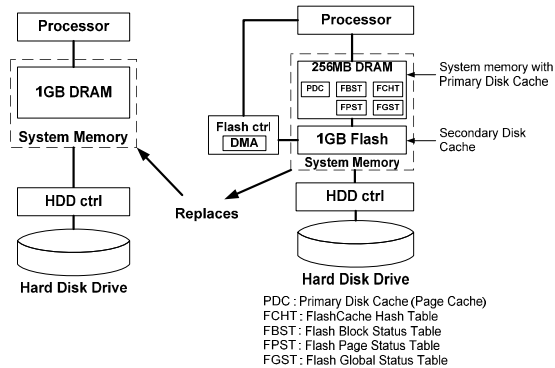 Processor
1GB DRAM
System Memory
HDD ctrl
Hard Disk Drive
Replaces
Processor
256MB DRAM
PDC FBST FCHT
FPST FGST
Flash ctrl
DMA
1GB Flash
System Memory
HDD ctrl
Hard Disk Drive
System memory with
Primary Disk Cache
Secondary Disk
Cache
PDC : Primary Disk Cache (Page Cache)
FCHT : FlashCache Hash Table
FBST : Flash Block Status Table
FPST : Flash Page Status Table
FGST : Flash Global Status Table